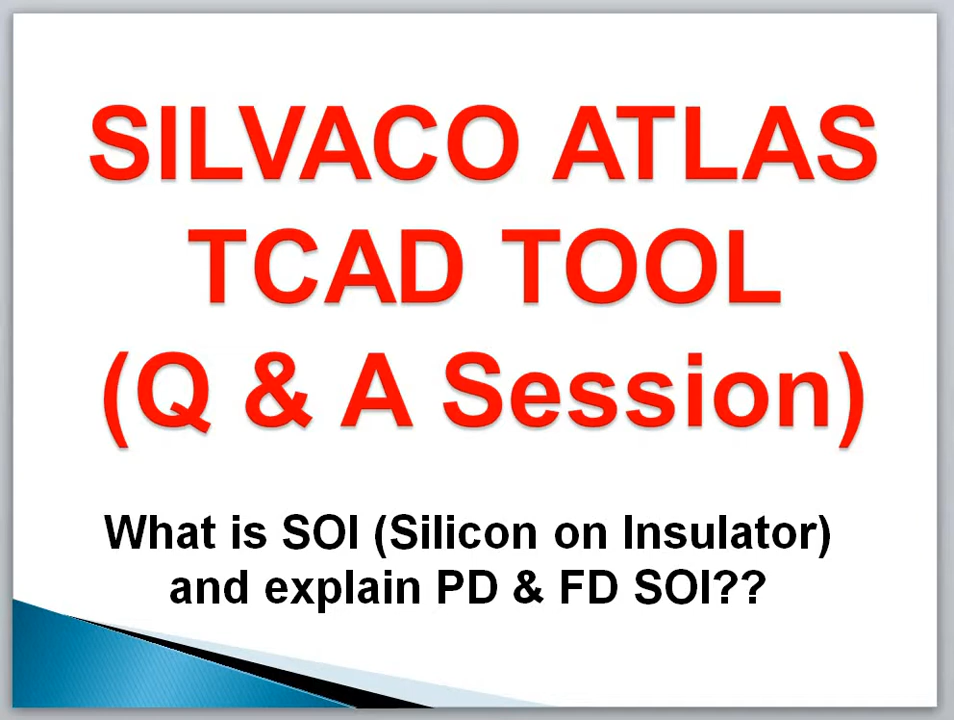 SILVACO ATLAS
TCAD TOOL
(Q & A Session)
What is SOI (Silicon on Insulator)
and explain PD & FD SOI??